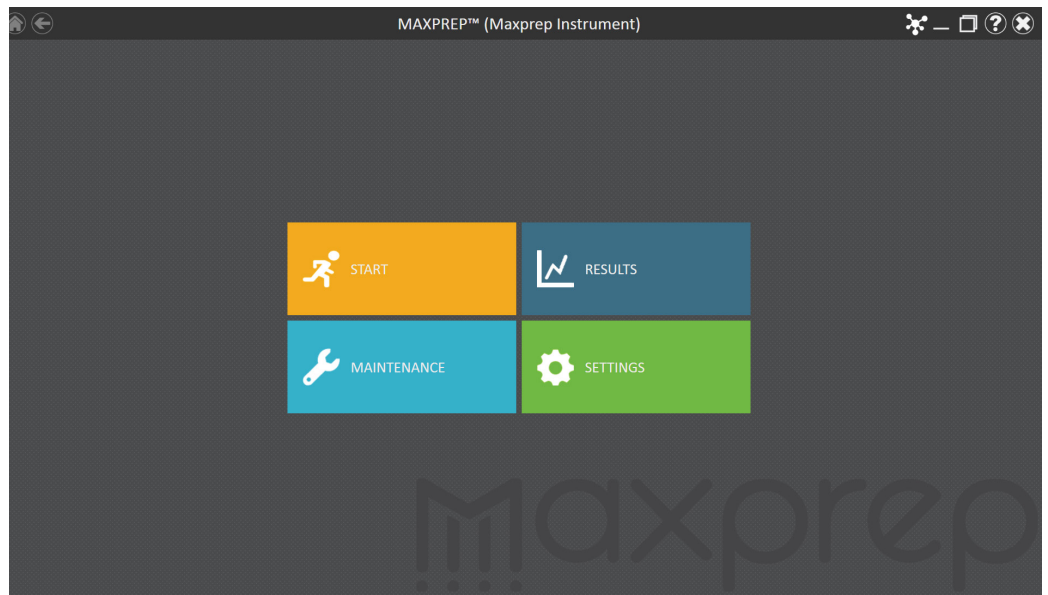 MAXPREP™ (Maxprep Instrument)
START
RESULTS
MAINTENANCE
SETTINGS
maxprep